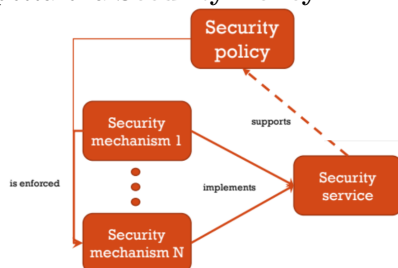 Security
policy
supports
Security
mechanism 1
is enforced
implements
Security
service
Security
mechanism N